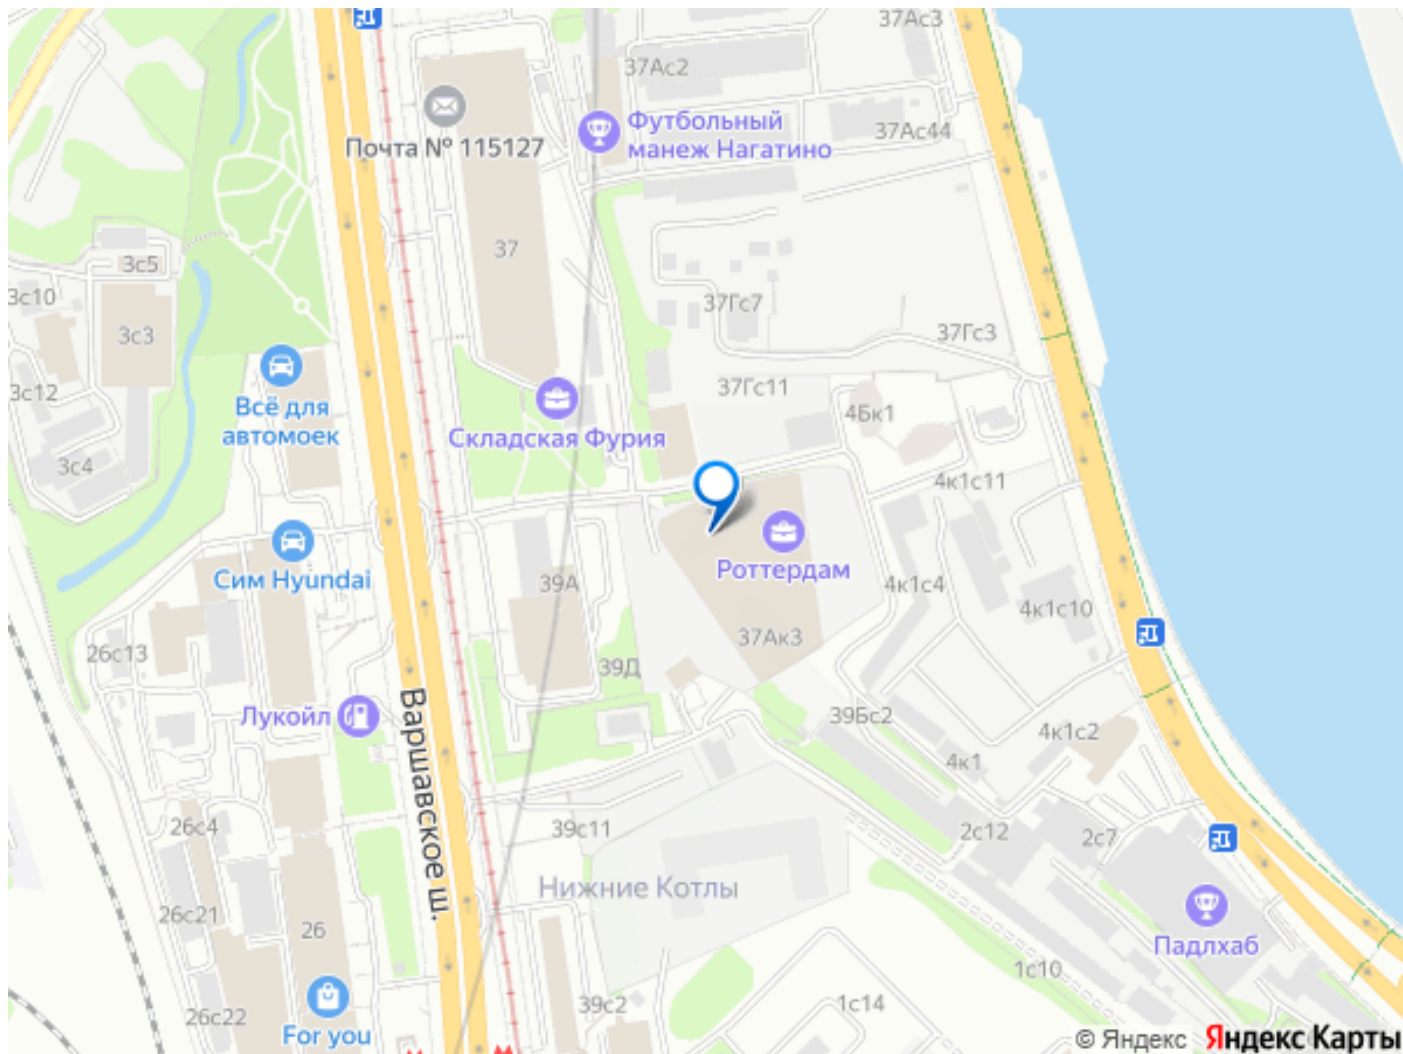 37Ас3
37Ас2
Почта № 115127
Футбольный
манеж Нагатино
37Ас44
37
3с5
3с10
3с3
3с12
3с4
37Гс7
37Гс3
37Гс11
4Бк1
Всё для
автомоек
Складская Фурия
4к1с11
Сим Hyundai
39А
Роттердам
4к1с4
4к1с10
37Ак3
26с13
39Д
Лукойл
Варшавское ш.
39Бс2
4к1с2
4к1
26с4
39с11
2с12
2с7
Нижние Котлы
26с21
26
Падлхаб
1с10
39с2
1с14
26с22
For you
© Яндекс Яндекс Карты